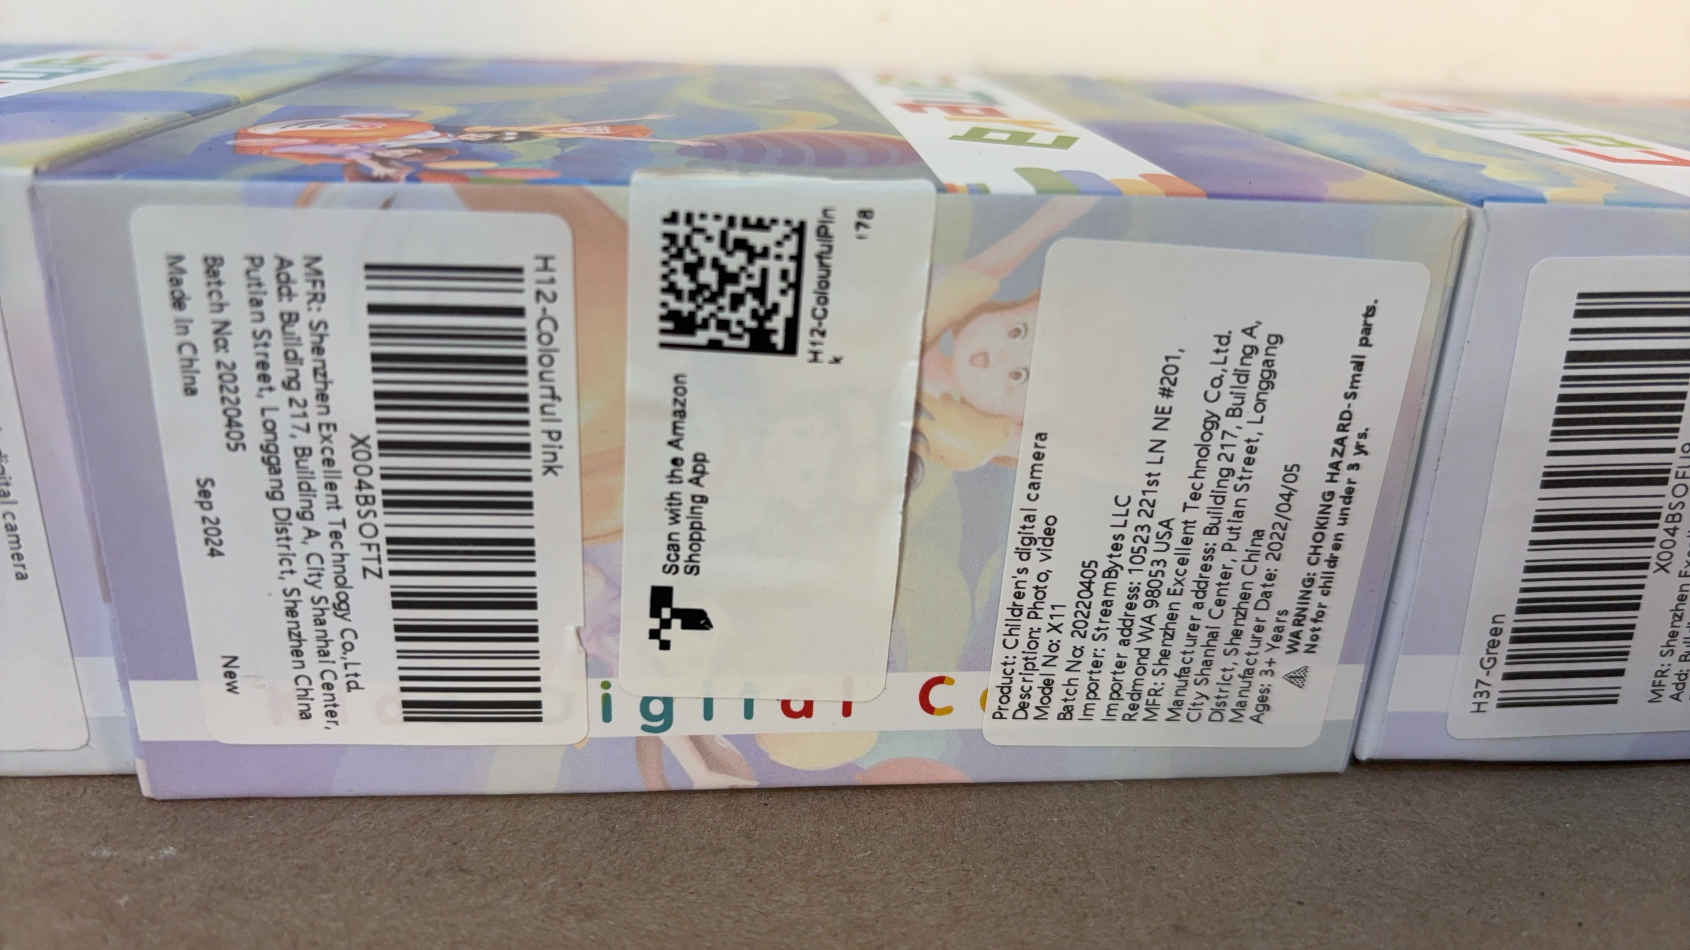 H12-Colourful Pink
X004BSOFTZ
MFR: Shenzhen Excellent Technology Co.,Ltd
Add: Building 217, Building A, City Shanhai Center,
Putian Street, Longgang District, Shenzhen China
Batch No: 20220405 Sep 2024 New
Made In China
H12-ColourfulPin
k
178
Scan with the Amazon
Shopping App
Digital C
Product: Children's digital camera
Description: Photo, video
Model No: X11
Batch No: 20220405
Importer: StreamBytes LLC
Importer address: 10523 221st LN NE #201,
Redmond WA 98053 USA
MFR: Shenzhen Excellent Technology Co.,Ltd.
Manufacturer address: Building 217, Building A,
City Shanhai Center, Putian Street, Longgang
District, Shenzhen China
Manufacturer Date: 2022/04/05
Ages: 3+ Years
WARNING: CHOKING HAZARD-Small parts.
Not for children under 3 yrs.
H37-Green
MFR: Shenzhen
Add:
digital camera